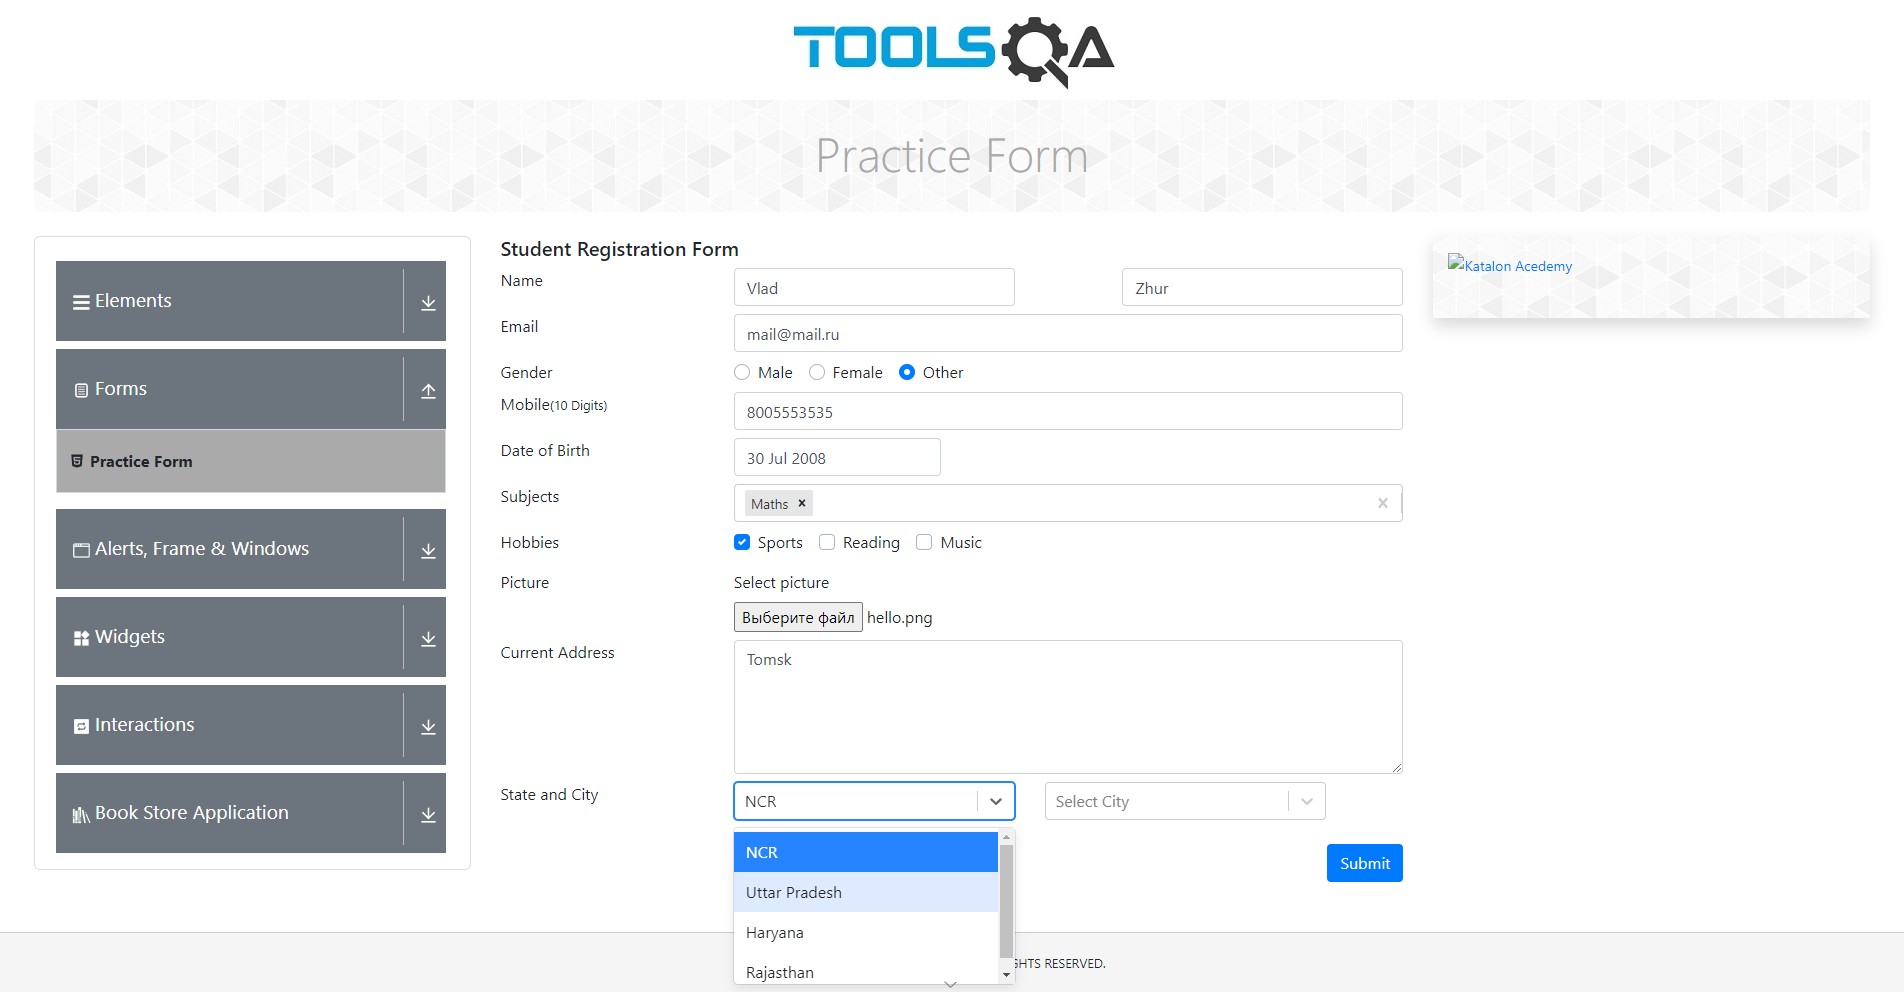 TOOLSQA
Practice Form
Elements
Forms
Practice Form
Alerts, Frame & Windows
Widgets
Interactions
Book Store Application
Student Registration Form
Name
Vlad
Zhur
Email
mail@mail.ru
Gender
Male
Female
Other
Mobile(10 Digits)
8005553535
Date of Birth
30 Jul 2008
Subjects
Maths
Hobbies
Sports
Reading
Music
Picture
Select picture
Выберите файл hello.png
Current Address
Tomsk
State and City
NCR
Select City
NCR
Uttar Pradesh
Haryana
Rajasthan
Submit
GHTS RESERVED.
Katalon Acedemy